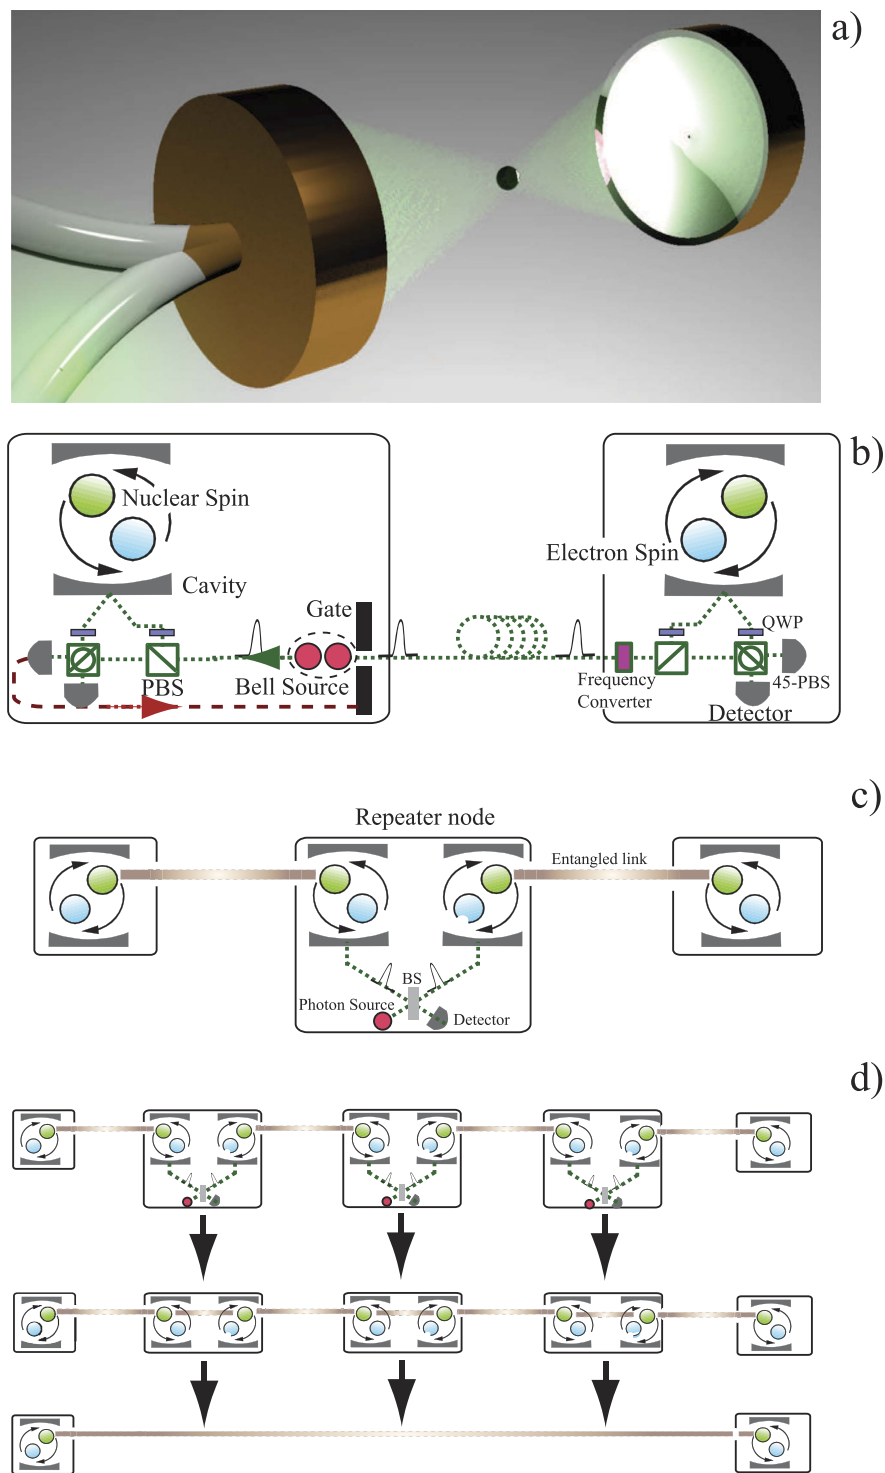 a)
b)
Nuclear Spin
Electron Spin
Cavity
Gate
QWP
PBS
Bell Source
Frequency
Converter
45-PBS
Detector
c)
Repeater node
Entangled link
BS
Photon Source
Detector
d)